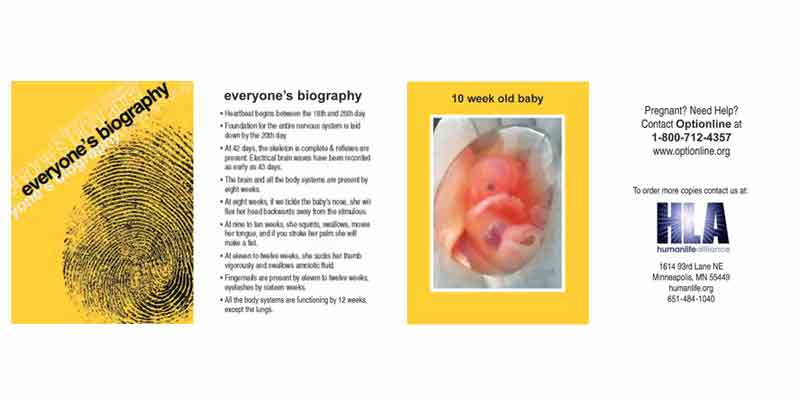 everyone's biography
everyone's biography
• Heartbeat begins between the 18th and 25th day.
• Foundation for the entire nervous system is laid
down by the 20th day.
• At 42 days, the skeleton is complete & reflexes are
present. Electrical brain waves have been recorded
as early as 43 days.
• The brain and all the body systems are present by
eight weeks.
• At eight weeks, if we tickle the baby's nose, she will
flex her head backwards away from the stimulous.
• At nine to ten weeks, she squints, swallows, moves
her tongue, and if you stroke her palm she will
make a fist.
• At eleven to twelve weeks, she sucks her thumb
vigorously and swallows amniotic fluid.
• Fingernails are present by eleven to twelve weeks,
eyelashes by sixteen weeks.
• All the body systems are functioning by 12 weeks,
except the lungs.
10 week old baby
Pregnant? Need Help?
Contact Optionline at
1-800-712-4357
www.optionline.org
To order more copies contact us at:
HLA
humanlifealliance
1614 93rd Lane NE
Minneapolis, MN 55449
humanlife.org
651-484-1040